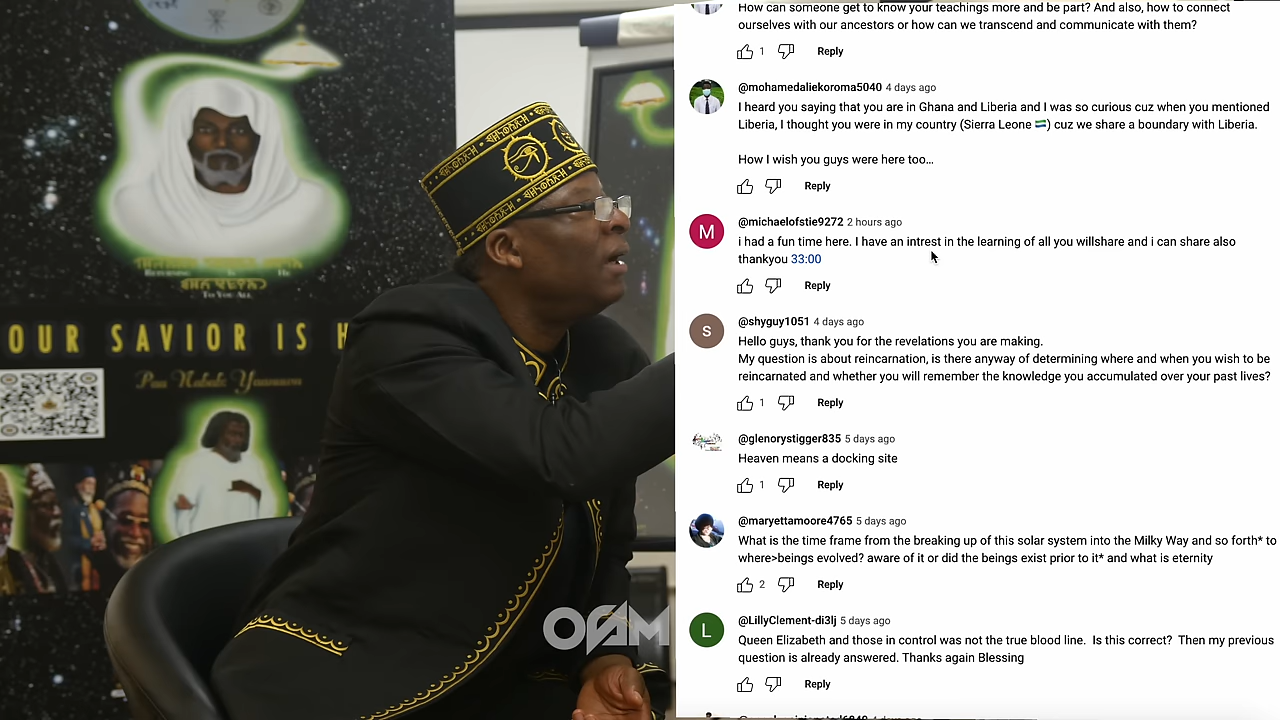 RETURNING IS HE
TO YOU ALL
OUR SAVIOR IS H
Paa Nabab Yaanuwn
OGM
How can someone get to know your teachings more and be part? And also, how to connect
ourselves with our ancestors or how can we transcend and communicate with them?
1 Reply
@mohamedaliekoroma5040 4 days ago
I heard you saying that you are in Ghana and Liberia and I was so curious cuz when you mentioned
Liberia, I thought you were in my country (Sierra Leone 🇸🇱) cuz we share a boundary with Liberia.
How I wish you guys were here too…
Reply
M
@michaelofstie9272 2 hours ago
i had a fun time here. I have an intrest in the learning of all you willshare and i can share also
thankyou 33:00
Reply
S
@shyguy1051 4 days ago
Hello guys, thank you for the revelations you are making.
My question is about reincarnation, is there anyway of determining where and when you wish to be
reincarnated and whether you will remember the knowledge you accumulated over your past lives?
1 Reply
@glenorystigger835 5 days ago
Heaven means a docking site
1 Reply
@maryettamoore4765 5 days ago
What is the time frame from the breaking up of this solar system into the Milky Way and so forth* to
where>beings evolved? aware of it or did the beings exist prior to it* and what is eternity
2 Reply
L
@LillyClement-di3lj 5 days ago
Queen Elizabeth and those in control was not the true blood line.  Is this correct?  Then my previous
question is already answered. Thanks again Blessing
Reply